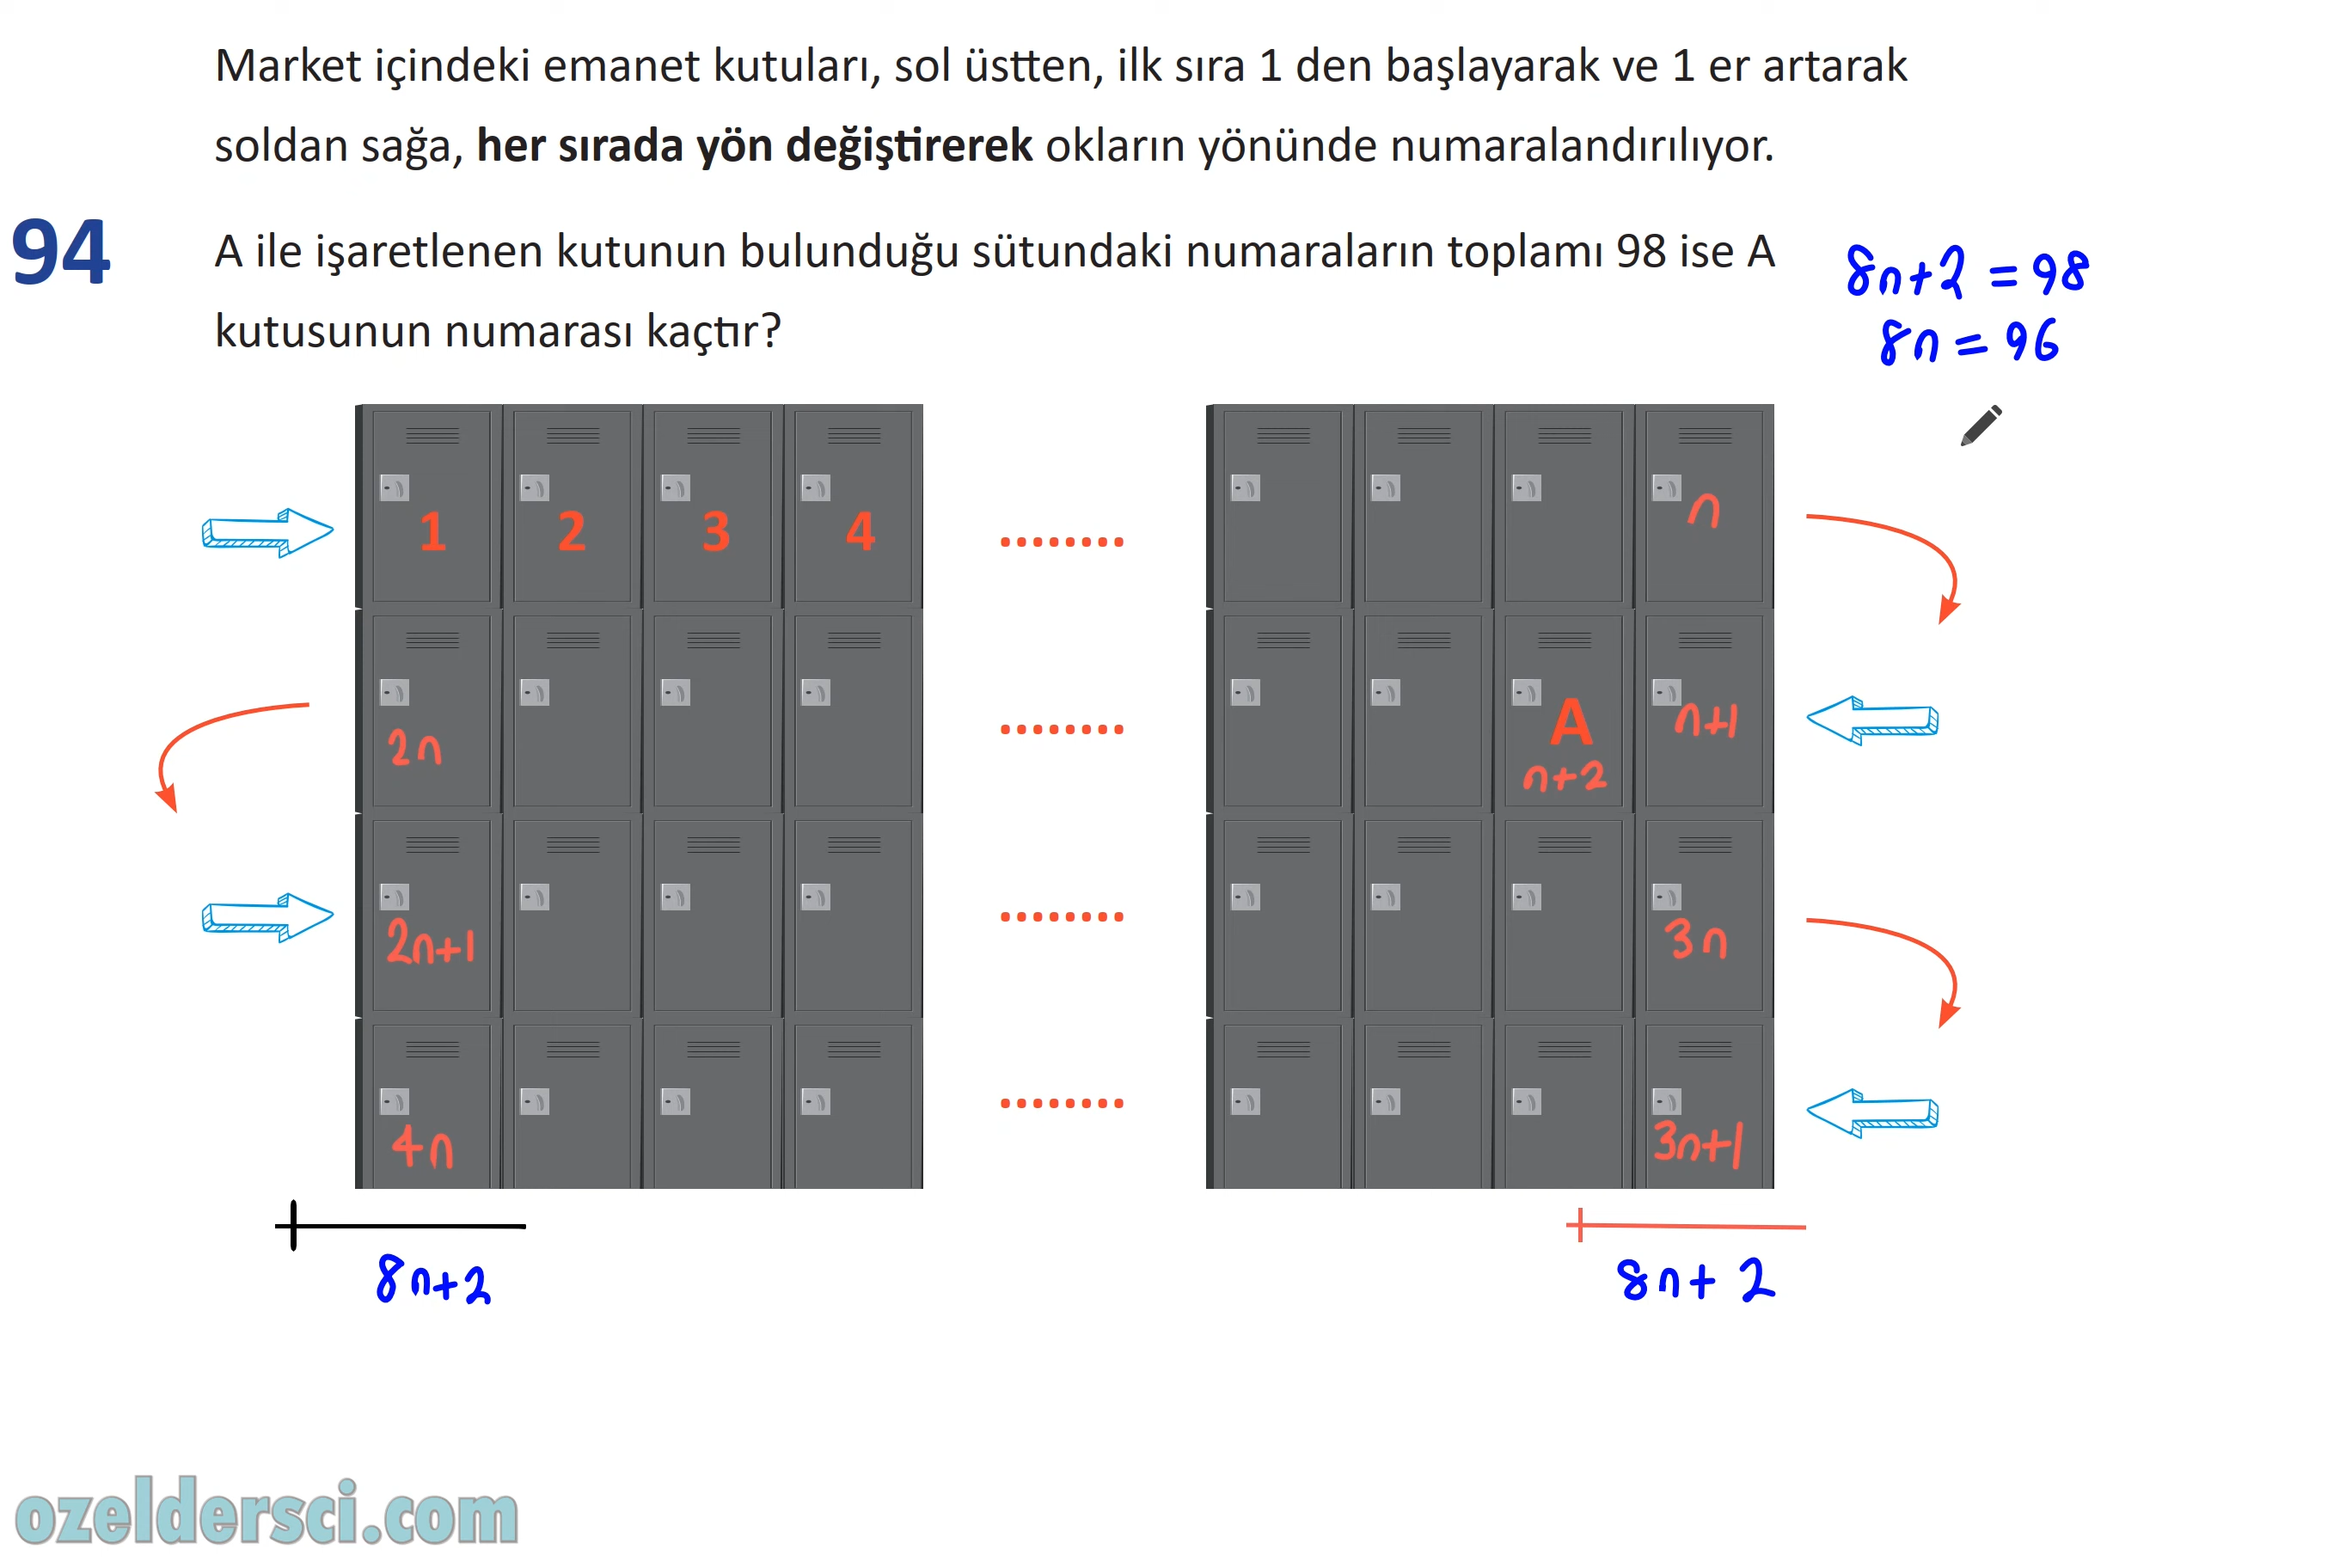 Market içindeki emanet kutuları, sol üstten, ilk sıra 1 den başlayarak ve 1 er artarak
soldan sağa, her sırada yön değiştirerek okların yönünde numaralandırılıyor.
94
A ile işaretlenen kutunun bulunduğu sütundaki numaraların toplamı 98 ise A
kutusunun numarası kaçtır?
8n+2 = 98
8n = 96
1 2 3 4 ........ n
2n ........ A n+1
n+2
2n+1 ........ 3n
4n ........ 3n+1
8n+2 8n+ 2
ozeldersci.com